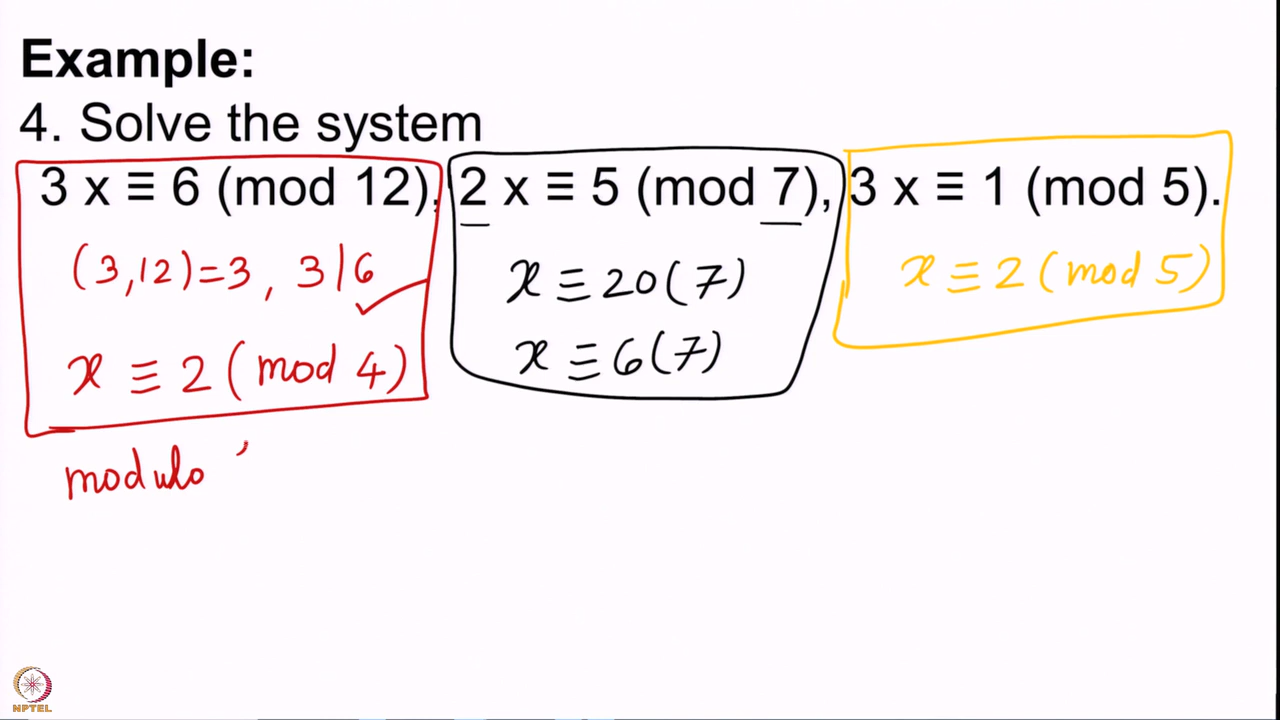 Example:
4. Solve the system
3 x ≡ 6 (mod 12), 2 x ≡ 5 (mod 7), 3 x ≡ 1 (mod 5).
(3,12)=3, 3|6
x ≡ 2 (mod 4)
modulo
x ≡ 20(7)
x ≡ 6(7)
x ≡ 2 (mod 5)
NPTEL